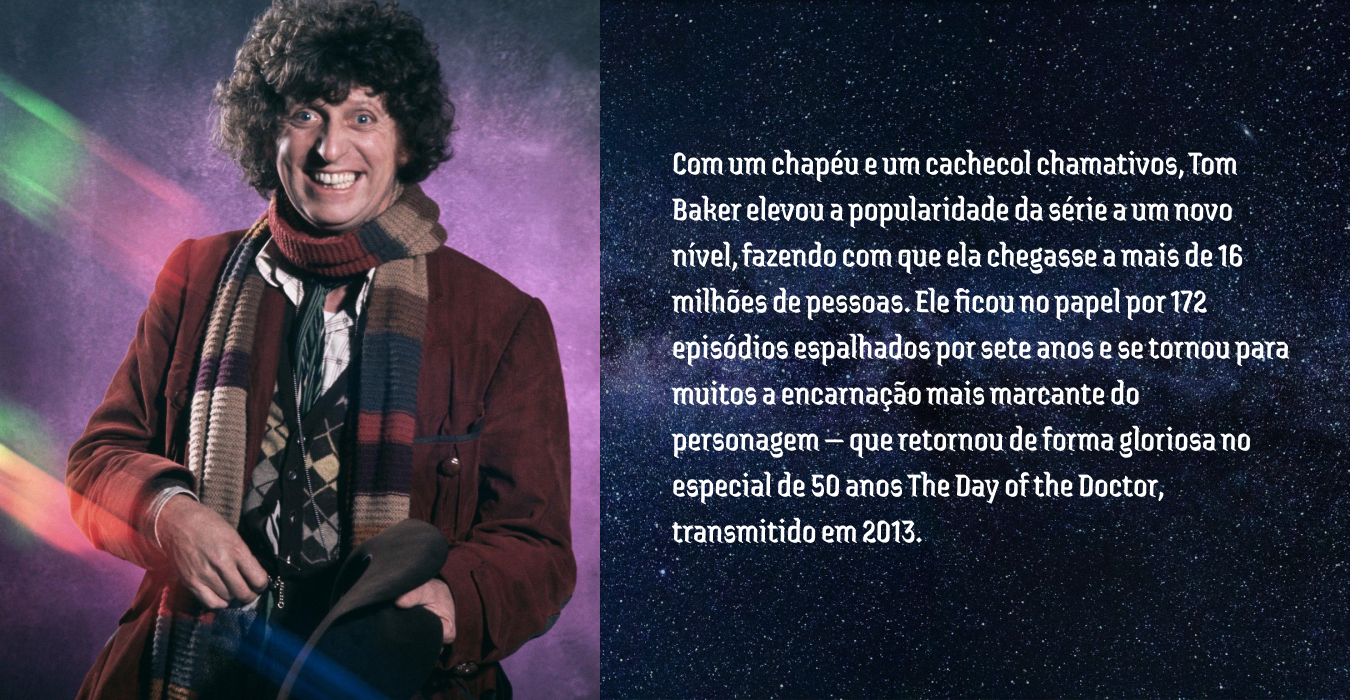 Com um chapéu e um cachecol chamativos, Tom
Baker elevou a popularidade da série a um novo
nível, fazendo com que ela chegasse a mais de 16
milhões de pessoas. Ele ficou no papel por 172
episódios espalhados por sete anos e se tornou para
muitos a encarnação mais marcante do
personagem — que retornou de forma gloriosa no
especial de 50 anos The Day of the Doctor,
transmitido em 2013.